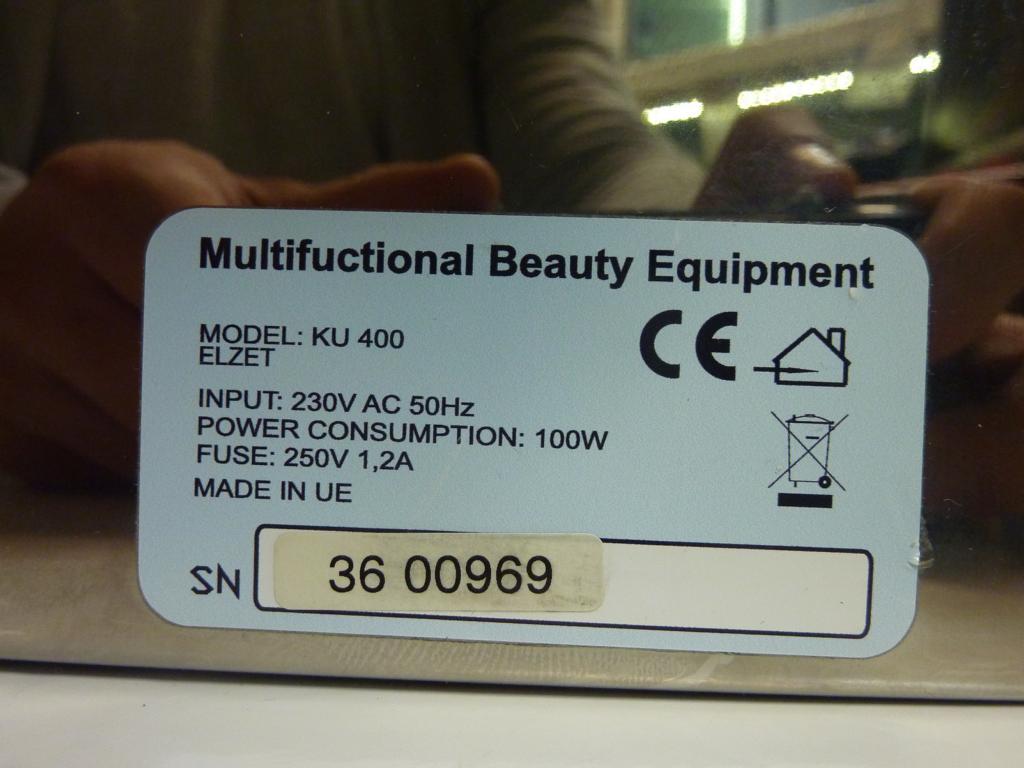 Multifuctional Beauty Equipment
MODEL: KU 400
ELZET
CE
INPUT: 230V AC 50Hz
POWER CONSUMPTION: 100W
FUSE: 250V 1,2A
MADE IN UE
SN 36 00969